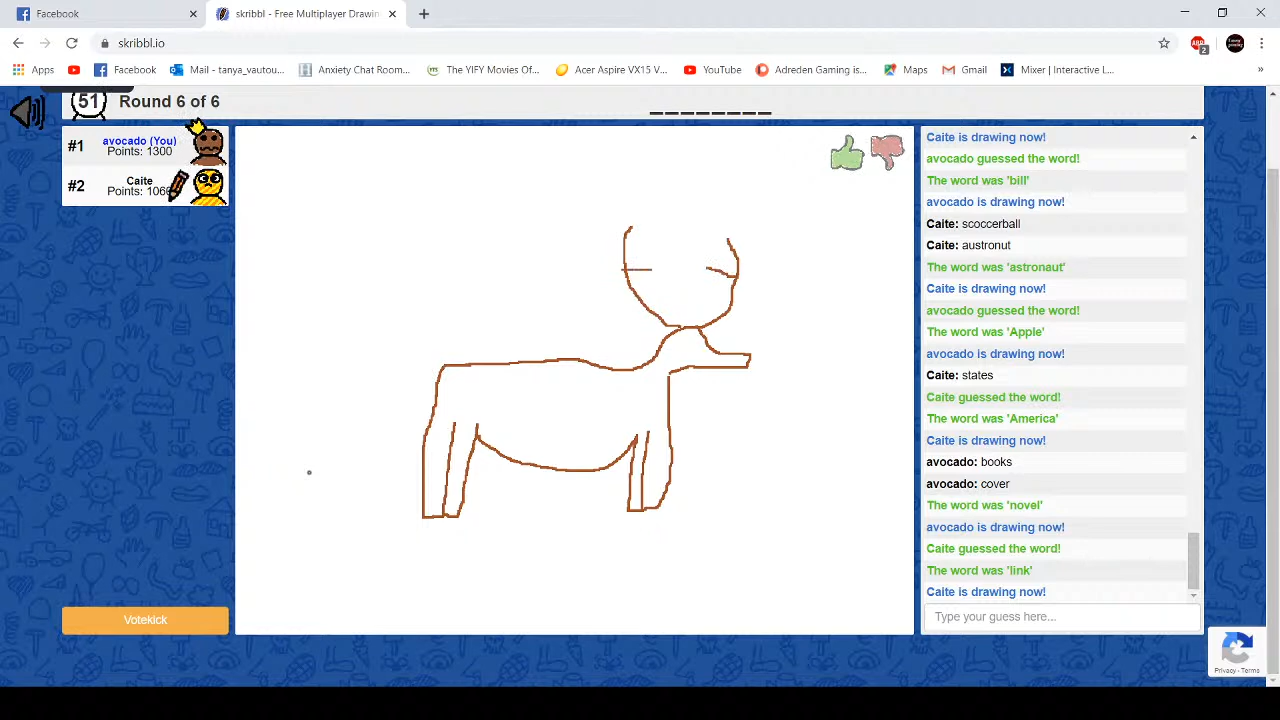 Facebook
skribbl - Free Multiplayer Drawin
skribbl.io
Apps
Facebook
Mail - tanya_vautou...
Anxiety Chat Room...
The YIFY Movies Of...
Acer Aspire VX15 V...
YouTube
Adreden Gaming is...
Maps
Gmail
Mixer | Interactive L...
2
51
Round 6 of 6
#1
avocado (You)
Points: 1300
#2
Caite
Points: 1066
Votekick
Caite is drawing now!
avocado guessed the word!
The word was 'bill'
avocado is drawing now!
Caite: scoccerball
Caite: austronut
The word was 'astronaut'
Caite is drawing now!
avocado guessed the word!
The word was 'Apple'
avocado is drawing now!
Caite: states
Caite guessed the word!
The word was 'America'
Caite is drawing now!
avocado: books
avocado: cover
The word was 'novel'
avocado is drawing now!
Caite guessed the word!
The word was 'link'
Caite is drawing now!
Type your guess here...
Privacy - Terms